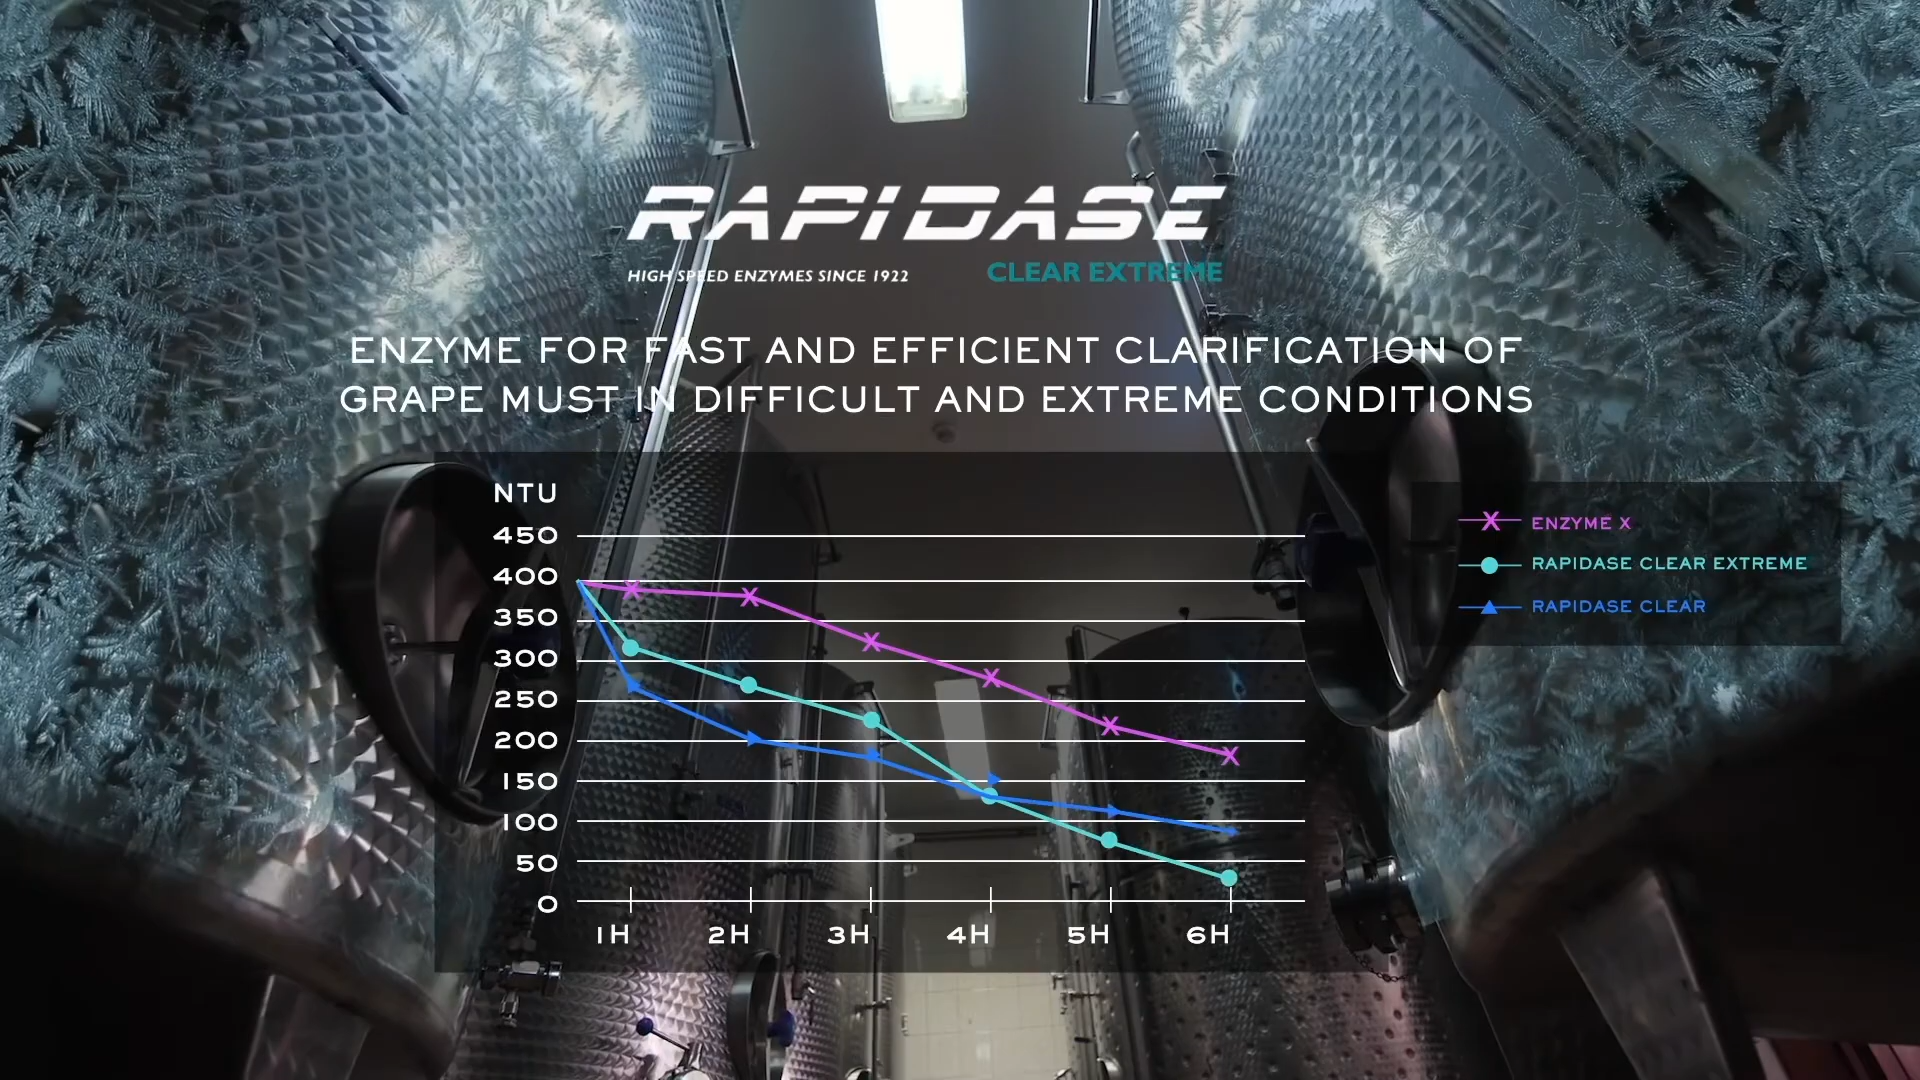 RAPIDASE
HIGH SPEED ENZYMES SINCE 1922
CLEAR EXTREME
ENZYME FOR FAST AND EFFICIENT CLARIFICATION OF
GRAPE MUST IN DIFFICULT AND EXTREME CONDITIONS
NTU
450
400
350
300
250
200
150
100
50
0
1H 2H 3H 4H 5H 6H
ENZYME X
RAPIDASE CLEAR EXTREME
RAPIDASE CLEAR